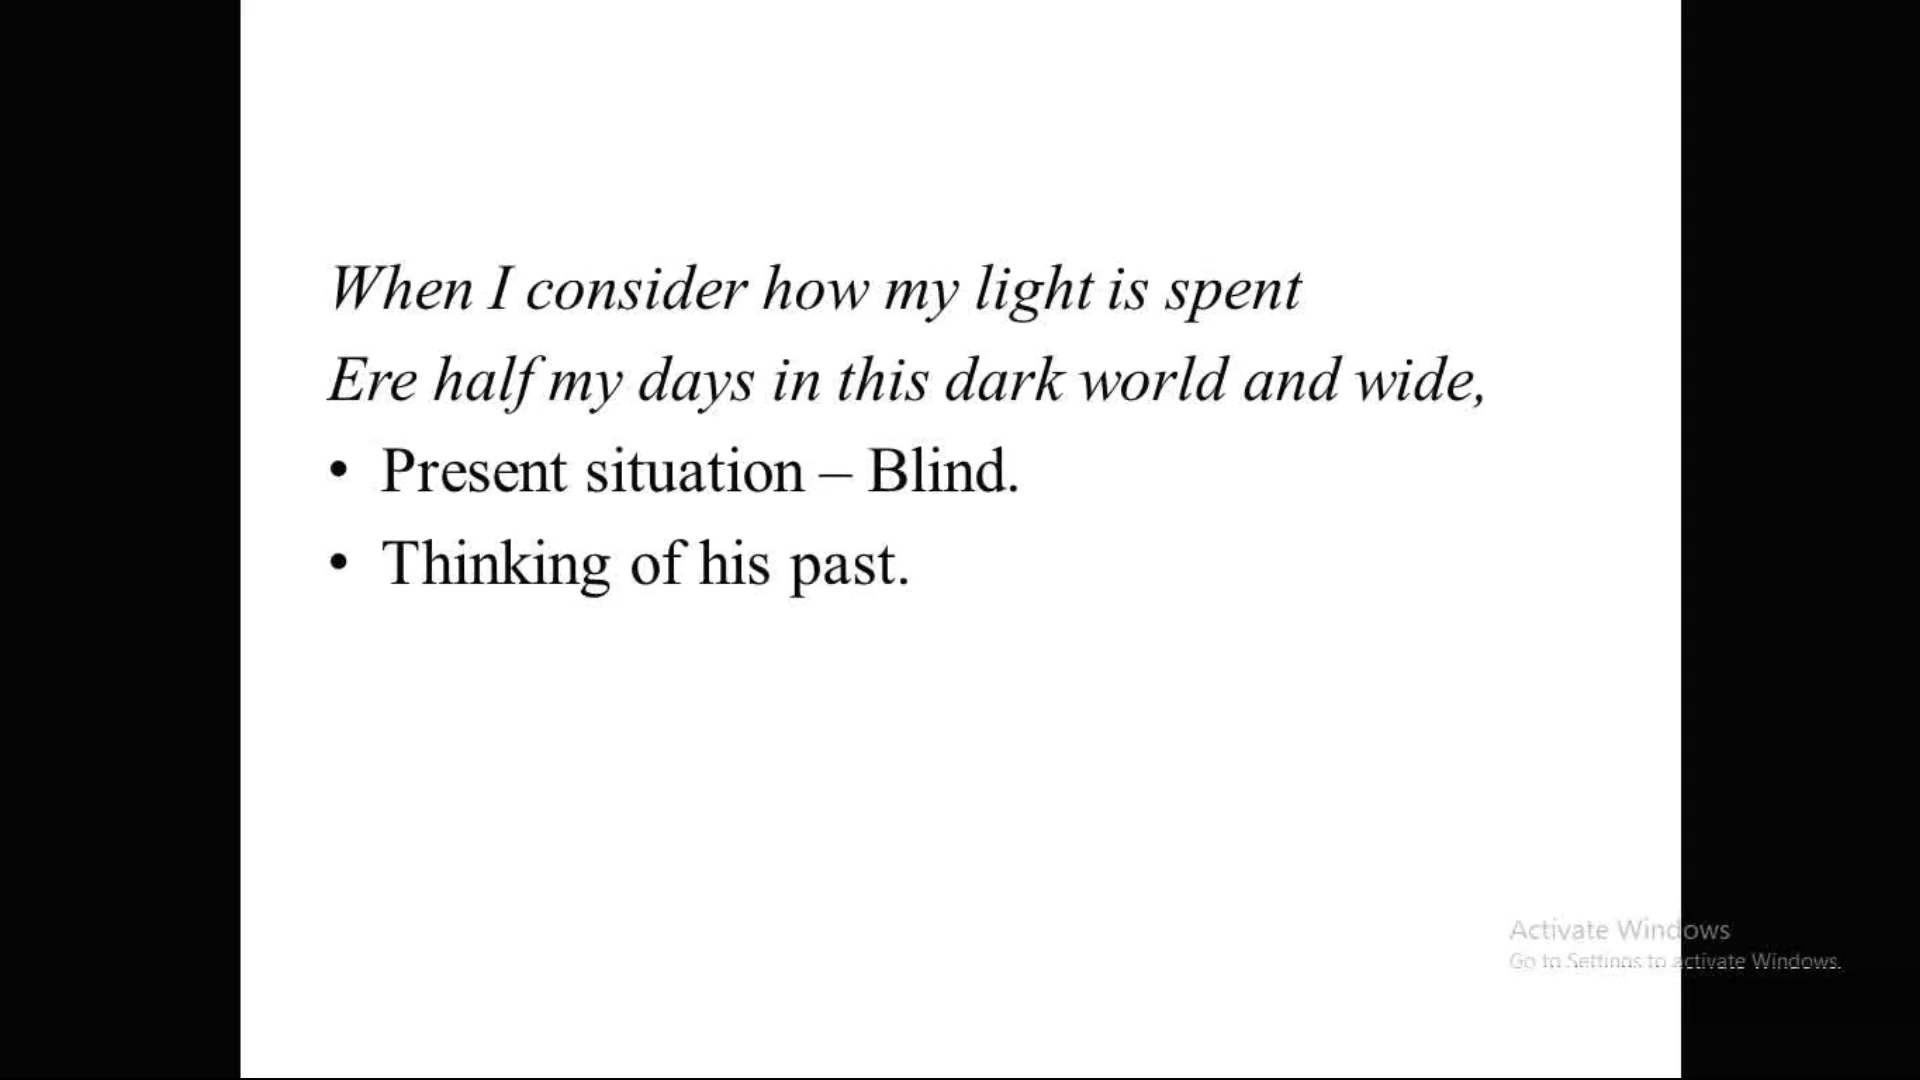 When I consider how my light is spent
Ere half my days in this dark world and wide,
• Present situation – Blind.
• Thinking of his past.
Activate Windows
Go to Settings to activate Windows.